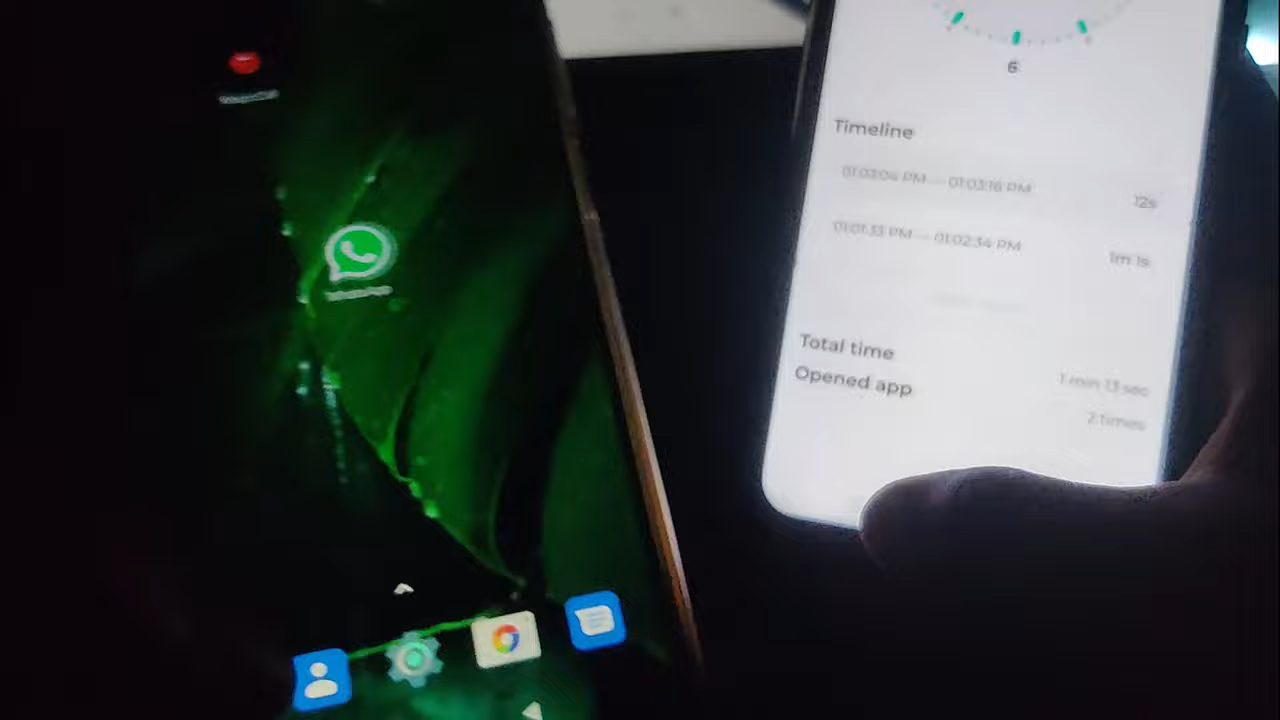 6
Timeline
01:03:04 PM — 01:03:16 PM
12s
01:01:33 PM — 01:02:34 PM
1m 1s
Total time
1 min 13 sec
Opened app
2 times